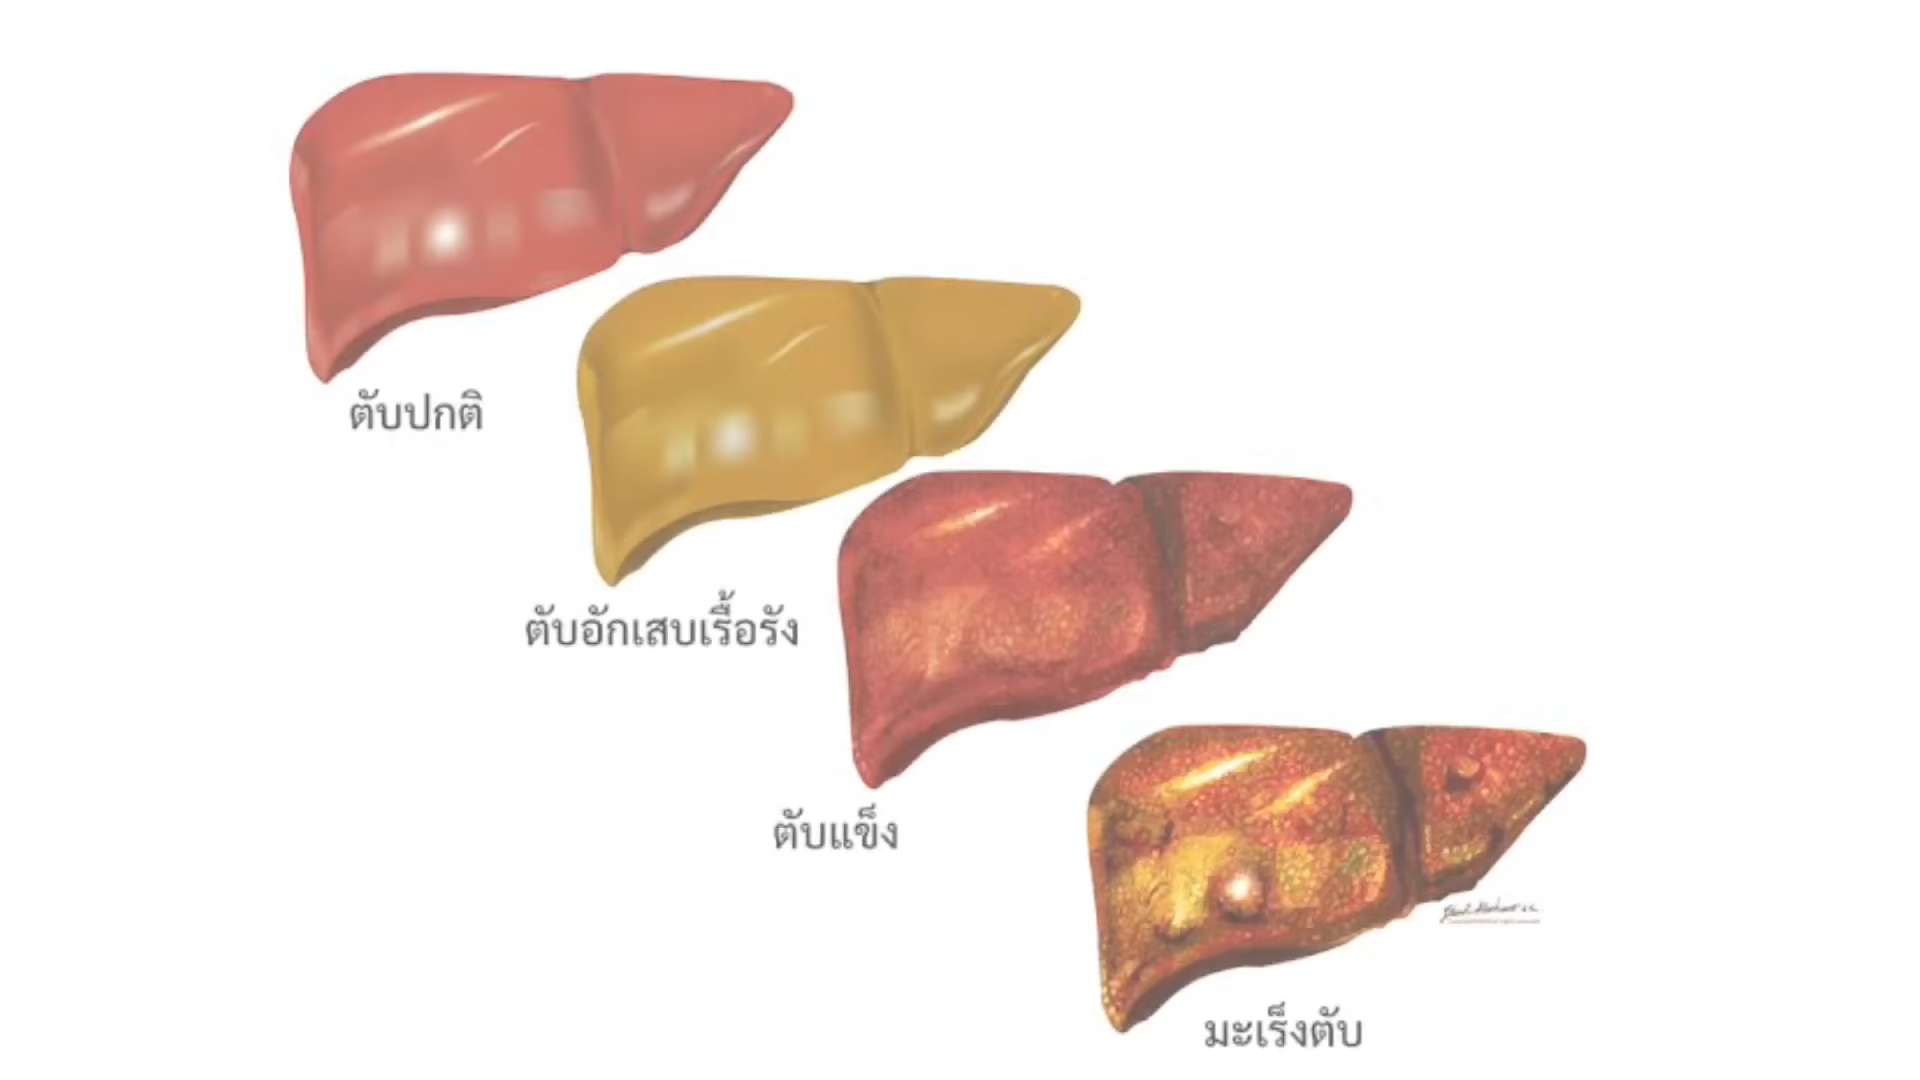 ตับปกติ
ตับอักเสบเรื้อรัง
ตับแข็ง
มะเร็งตับ